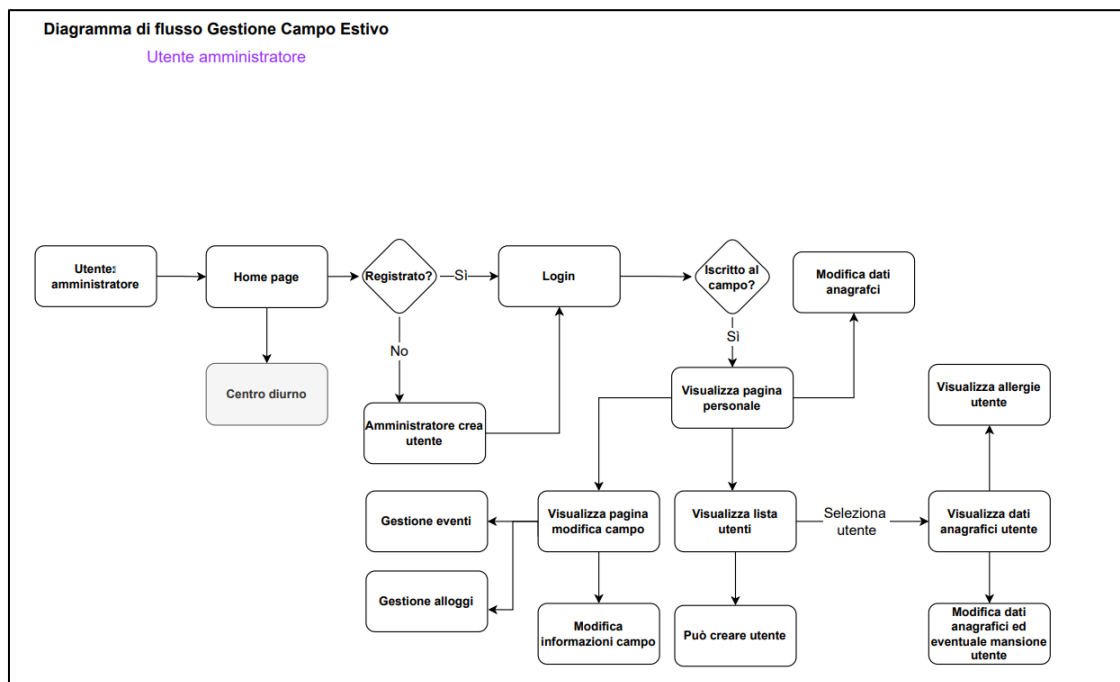 Diagramma di flusso Gestione Campo Estivo
Utente amministratore
Utente:
amministratore
Home page
Registrato?
Sì
Login
Iscritto al
campo?
Modifica dati
anagrafci
Centro diurno
No
Amministratore crea
utente
Sì
Visualizza pagina
personale
Visualizza allergie
utente
Gestione eventi
Visualizza pagina
modifica campo
Visualizza lista
utenti
Seleziona
utente
Visualizza dati
anagrafici utente
Gestione alloggi
Modifica
informazioni campo
Può creare utente
Modifica dati
anagrafici ed
eventuale mansione
utente